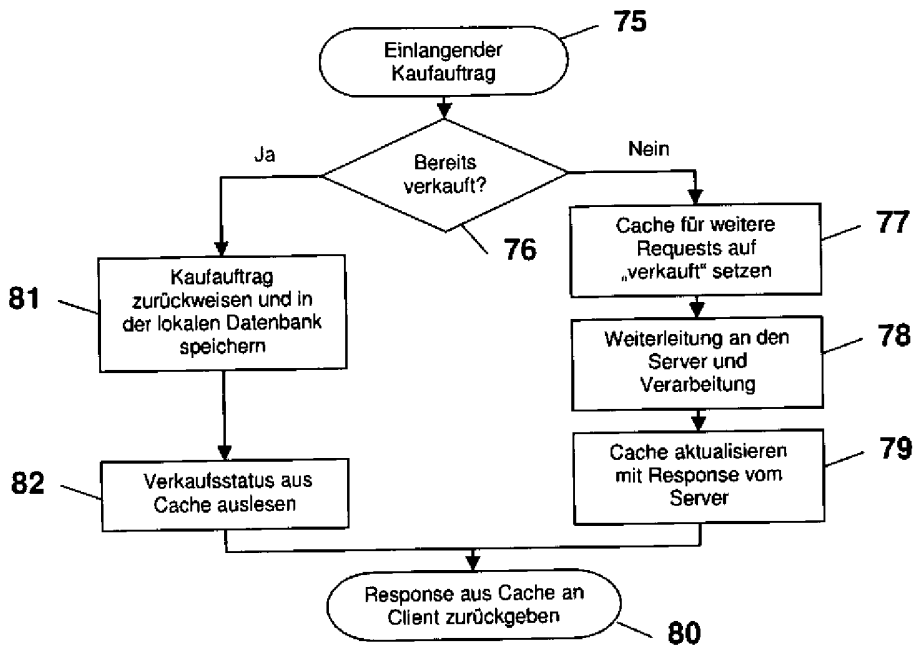 75
Einlangender
Kaufauftrag
Ja
Bereits
verkauft?
Nein
76
Cache für weitere
Requests auf
„verkauft“ setzen
77
81
Kaufauftrag
zurückweisen und in
der lokalen Datenbank
speichern
Weiterleitung an den
Server und
Verarbeitung
78
82
Verkaufsstatus aus
Cache auslesen
Cache aktualisieren
mit Response vom
Server
79
Response aus Cache an
Client zurückgeben
80